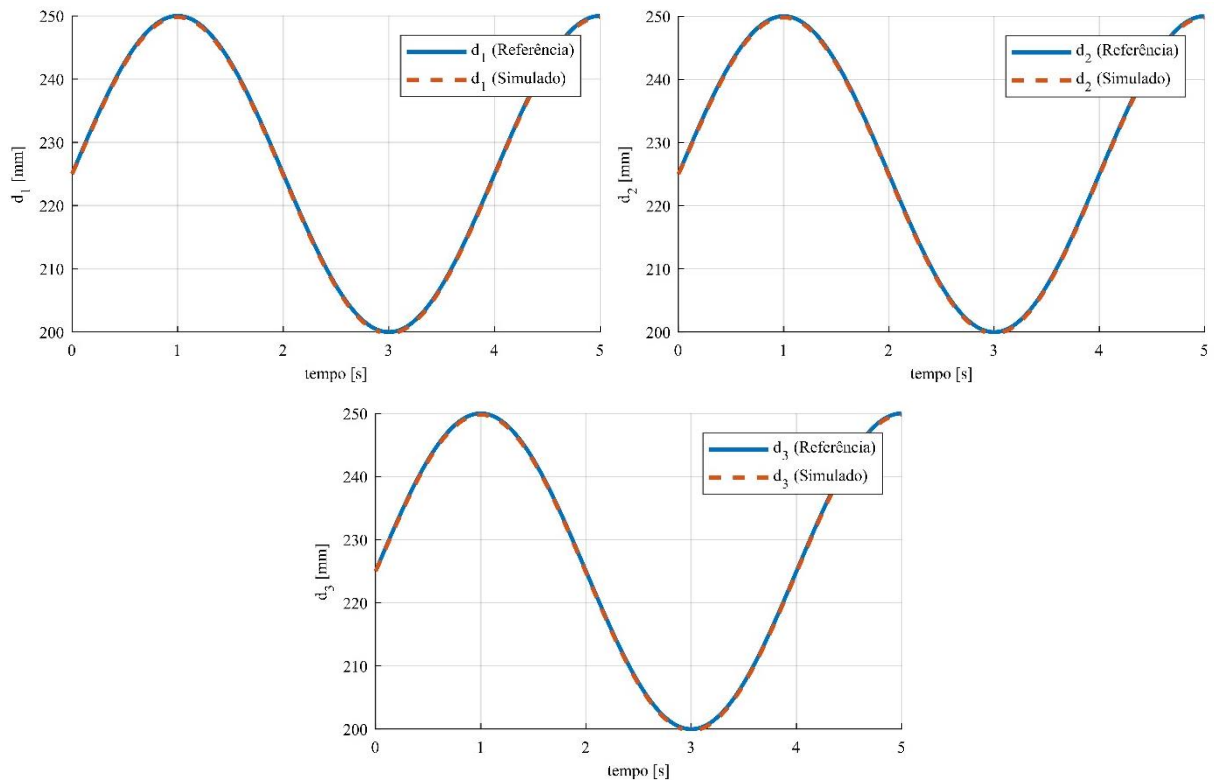 250
240
230
220
210
200
d₁ [mm]
d₁ (Referência)
d₁ (Simulado)
0 1 2 3 4 5
tempo [s]
250
240
230
220
210
200
d₂ [mm]
d₂ (Referência)
d₂ (Simulado)
0 1 2 3 4 5
tempo [s]
250
240
230
220
210
200
d₃ [mm]
d₃ (Referência)
d₃ (Simulado)
0 1 2 3 4 5
tempo [s]